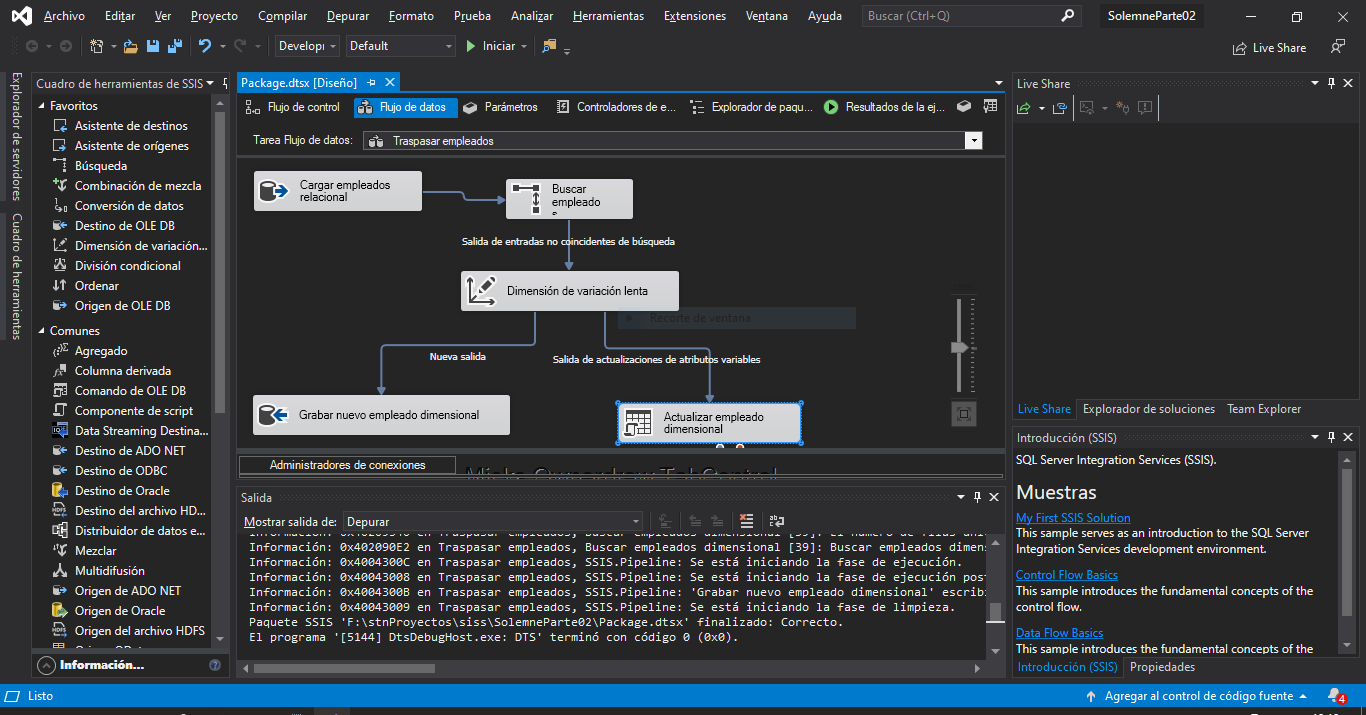 Archivo Editar Ver Proyecto Compilar Depurar Formato Prueba Analizar Herramientas Extensiones Ventana Ayuda Buscar (Ctrl+Q) SolemneParte02
Developı Default Iniciar Live Share
Explorador de servidores
Cuadro de herramientas
Cuadro de herramientas de SSIS
Favoritos
Asistente de destinos
Asistente de orígenes
Búsqueda
Combinación de mezcla
Conversión de datos
Destino de OLE DB
Dimensión de variación...
División condicional
Ordenar
Origen de OLE DB
Comunes
Agregado
Columna derivada
Comando de OLE DB
Componente de script
Data Streaming Destina...
Destino de ADO NET
Destino de ODBC
Destino de Oracle
Destino del archivo HD...
Distribuidor de datos e...
Mezclar
Multidifusión
Origen de ADO NET
Origen de Oracle
Origen del archivo HDFS
Información...
Package.dtsx [Diseño]
Flujo de control Flujo de datos Parámetros Controladores de e... Explorador de paqu... Resultados de la ej...
Tarea Flujo de datos: Traspasar empleados
Cargar empleados
relacional
Buscar
empleado
Salida de entradas no coincidentes de búsqueda
Dimensión de variación lenta
Recorte de ventana
Nueva salida
Salida de actualizaciones de atributos variables
Grabar nuevo empleado dimensional
Actualizar empleado
dimensional
Administradores de conexiones
Salida
Mostrar salida de: Depurar
Información: 0x402090E2 en Traspasar empleados, Buscar empleados dimensional [39]: Buscar empleados dimens
Información: 0x4004300C en Traspasar empleados, SSIS.Pipeline: Se está iniciando la fase de ejecución.
Información: 0x40043008 en Traspasar empleados, SSIS.Pipeline: Se está iniciando la fase de ejecución post
Información: 0x4004300B en Traspasar empleados, SSIS.Pipeline: 'Grabar nuevo empleado dimensional' escribi
Información: 0x40043009 en Traspasar empleados, SSIS.Pipeline: Se está iniciando la fase de limpieza.
Paquete SSIS 'F:\stnProyectos\siss\SolemneParte02\Package.dtsx' finalizado: Correcto.
El programa '[5144] DtsDebugHost.exe: DTS' terminó con código 0 (0x0).
Live Share
Live Share Explorador de soluciones Team Explorer
Introducción (SSIS)
SQL Server Integration Services (SSIS).
Muestras
My First SSIS Solution
This sample serves as an introduction to the SQL Server
Integration Services development environment.
Control Flow Basics
This sample introduces the fundamental concepts of the
control flow.
Data Flow Basics
This sample introduces the fundamental concepts of the
Introducción (SSIS) Propiedades
Listo Agregar al control de código fuente 4